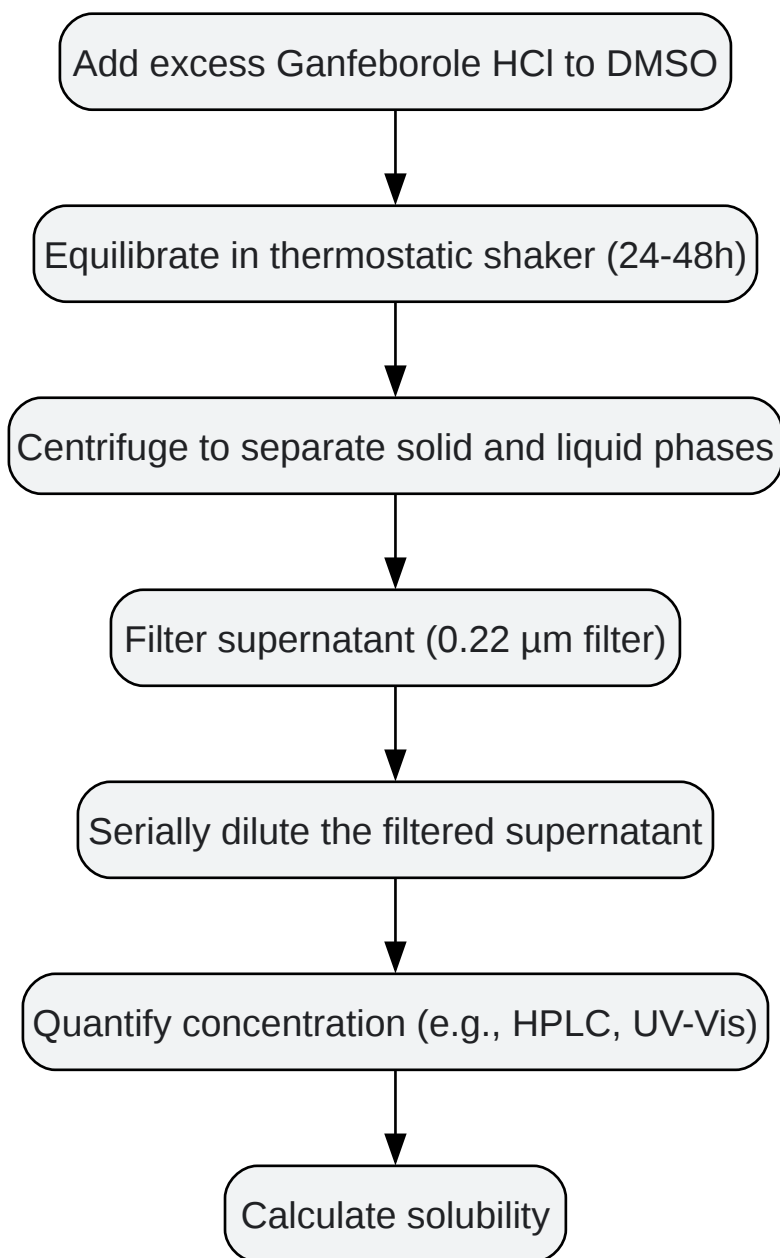 Add excess Ganfeborole HCl to DMSO
Equilibrate in thermostatic shaker (24-48h)
Centrifuge to separate solid and liquid phases
Filter supernatant (0.22 µm filter)
Serially dilute the filtered supernatant
Quantify concentration (e.g., HPLC, UV-Vis)
Calculate solubility